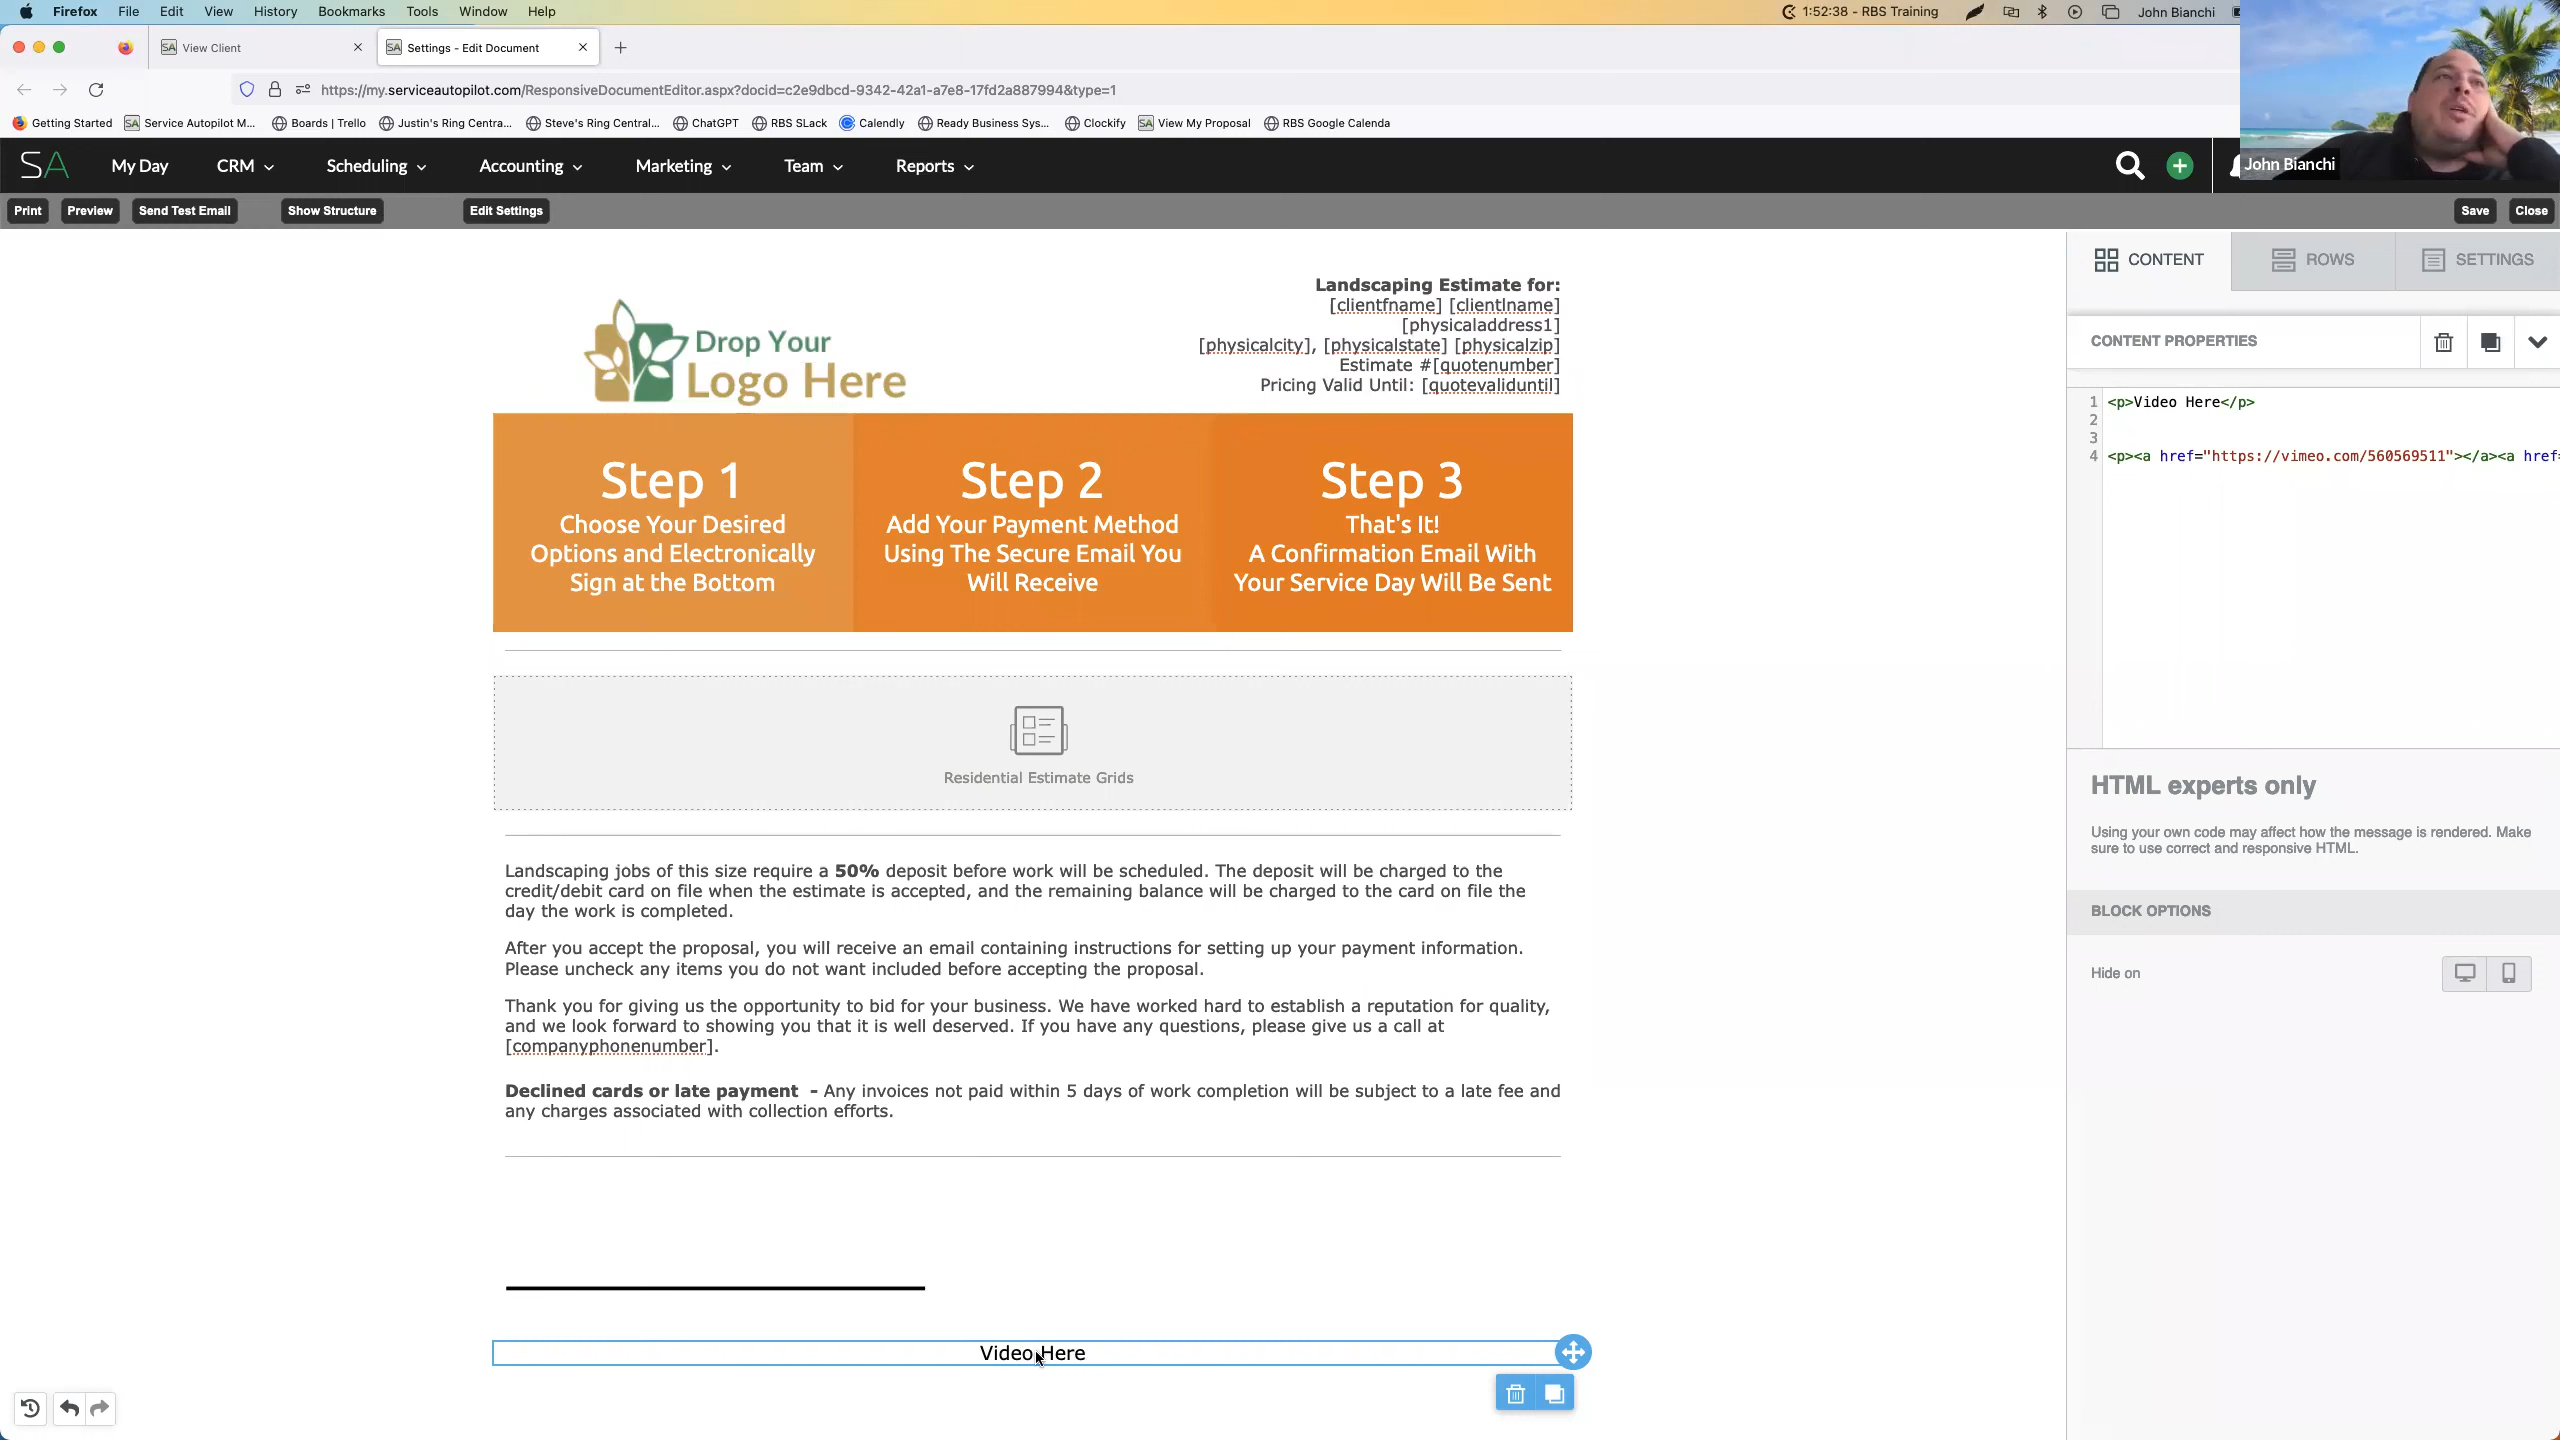 Firefox File Edit View History Bookmarks Tools Window Help 1:52:38 - RBS Training John Bianchi
SA View Client SA Settings - Edit Document
https://my.serviceautopilot.com/ResponsiveDocumentEditor.aspx?docid=c2e9dbcd-9342-42a1-a7e8-17fd2a887994&type=1
Getting Started SA Service Autopilot M... Boards | Trello Justin's Ring Centra... Steve's Ring Central... ChatGPT RBS SLack Calendly Ready Business Sys... Clockify SA View My Proposal RBS Google Calenda
SA My Day CRM Scheduling Accounting Marketing Team Reports John Bianchi
Print Preview Send Test Email Show Structure Edit Settings Save Close
CONTENT ROWS SETTINGS
Landscaping Estimate for:
[clientfname] [clientlname]
[physicaladdress1]
[physicalcity], [physicalstate] [physicalzip]
Estimate #[quotenumber]
Pricing Valid Until: [quotevaliduntil]
Drop Your
Logo Here
Step 1
Choose Your Desired
Options and Electronically
Sign at the Bottom
Step 2
Add Your Payment Method
Using The Secure Email You
Will Receive
Step 3
That's It!
A Confirmation Email With
Your Service Day Will Be Sent
Residential Estimate Grids
Landscaping jobs of this size require a 50% deposit before work will be scheduled. The deposit will be charged to the
credit/debit card on file when the estimate is accepted, and the remaining balance will be charged to the card on file the
day the work is completed.
After you accept the proposal, you will receive an email containing instructions for setting up your payment information.
Please uncheck any items you do not want included before accepting the proposal.
Thank you for giving us the opportunity to bid for your business. We have worked hard to establish a reputation for quality,
and we look forward to showing you that it is well deserved. If you have any questions, please give us a call at
[companyphonenumber].
Declined cards or late payment - Any invoices not paid within 5 days of work completion will be subject to a late fee and
any charges associated with collection efforts.
Video Here
CONTENT PROPERTIES
1 <p>Video Here</p>
2
3
4 <p><a href="https://vimeo.com/560569511"></a><a href=
HTML experts only
Using your own code may affect how the message is rendered. Make
sure to use correct and responsive HTML.
BLOCK OPTIONS
Hide on